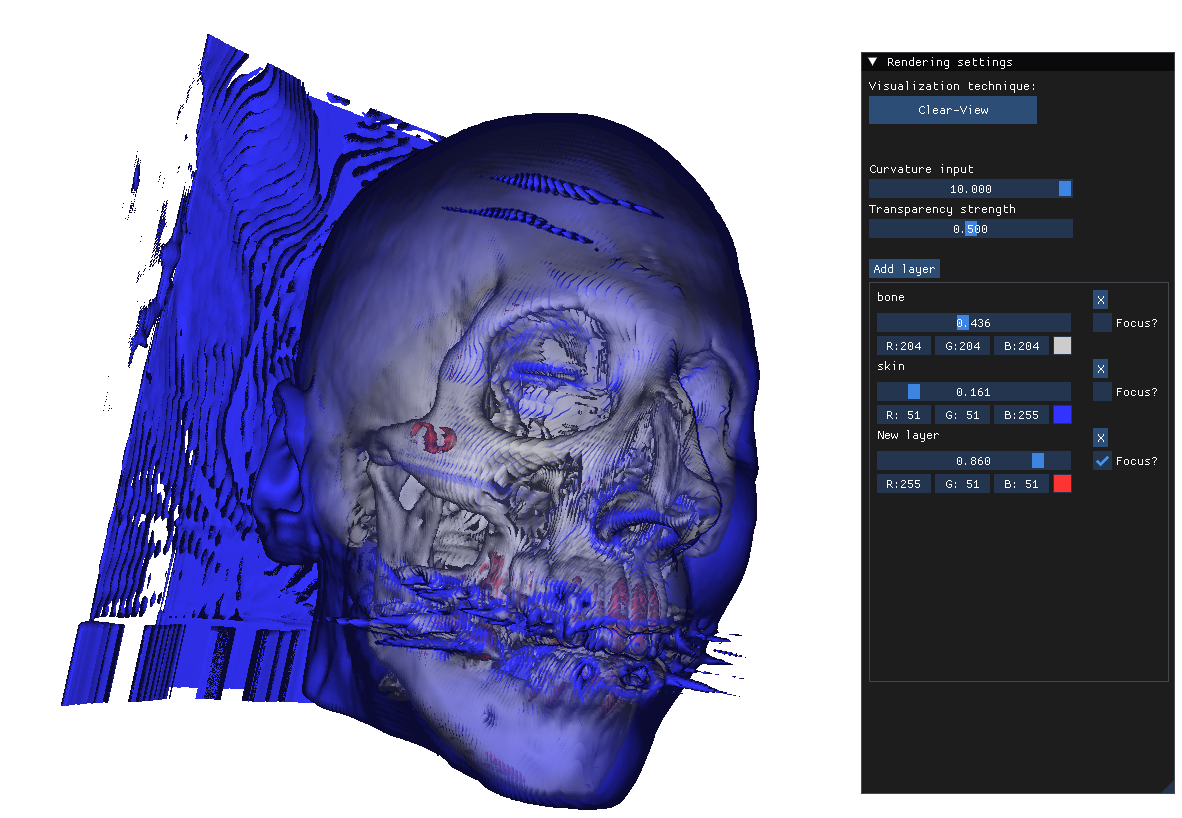 Rendering settings
Visualization technique:
Clear-View
Curvature input
10.000
Transparency strength
0.500
Add layer
bone
X
0.436 Focus?
R:204 G:204 B:204
skin
X
0.161 Focus?
R: 51 G: 51 B:255
New layer
X
0.860 Focus?
R:255 G: 51 B: 51